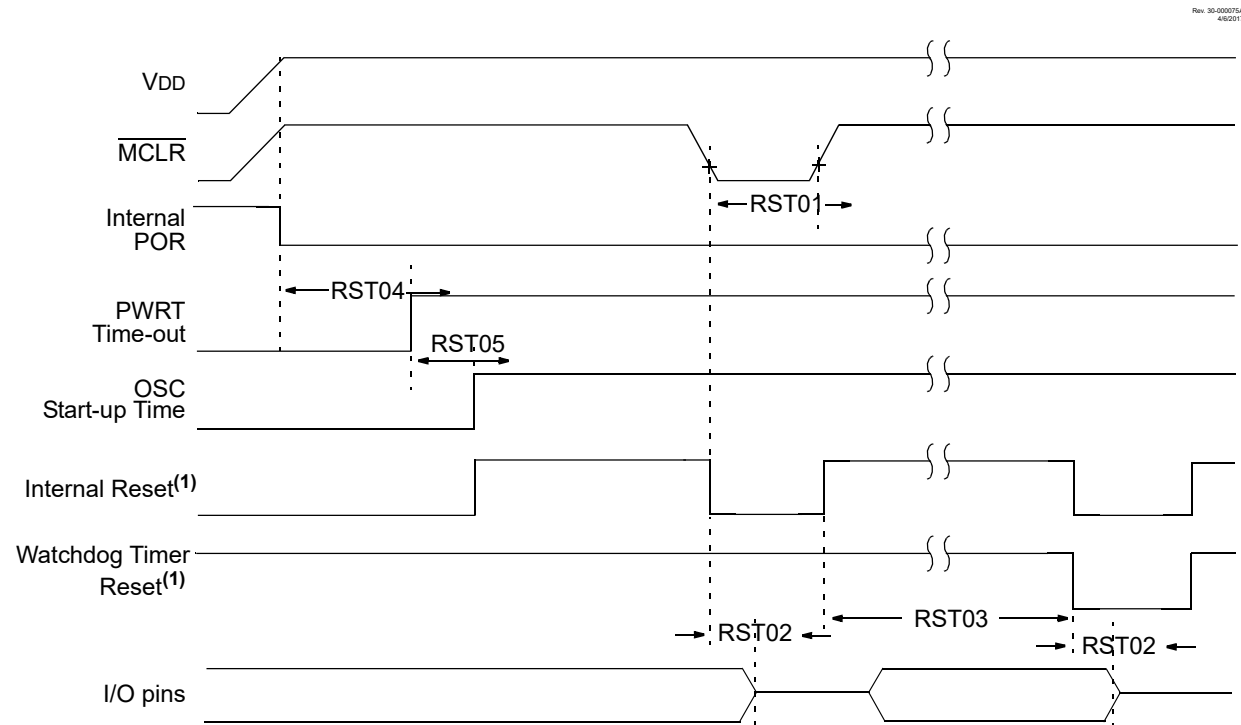 Rev. 30-000075A
4/6/2017
VDD
MCLR
RST01
Internal
POR
RST04
PWRT
Time-out
RST05
OSC
Start-up Time
Internal Reset(1)
Watchdog Timer
Reset(1)
RST03
RST02
RST02
I/O pins